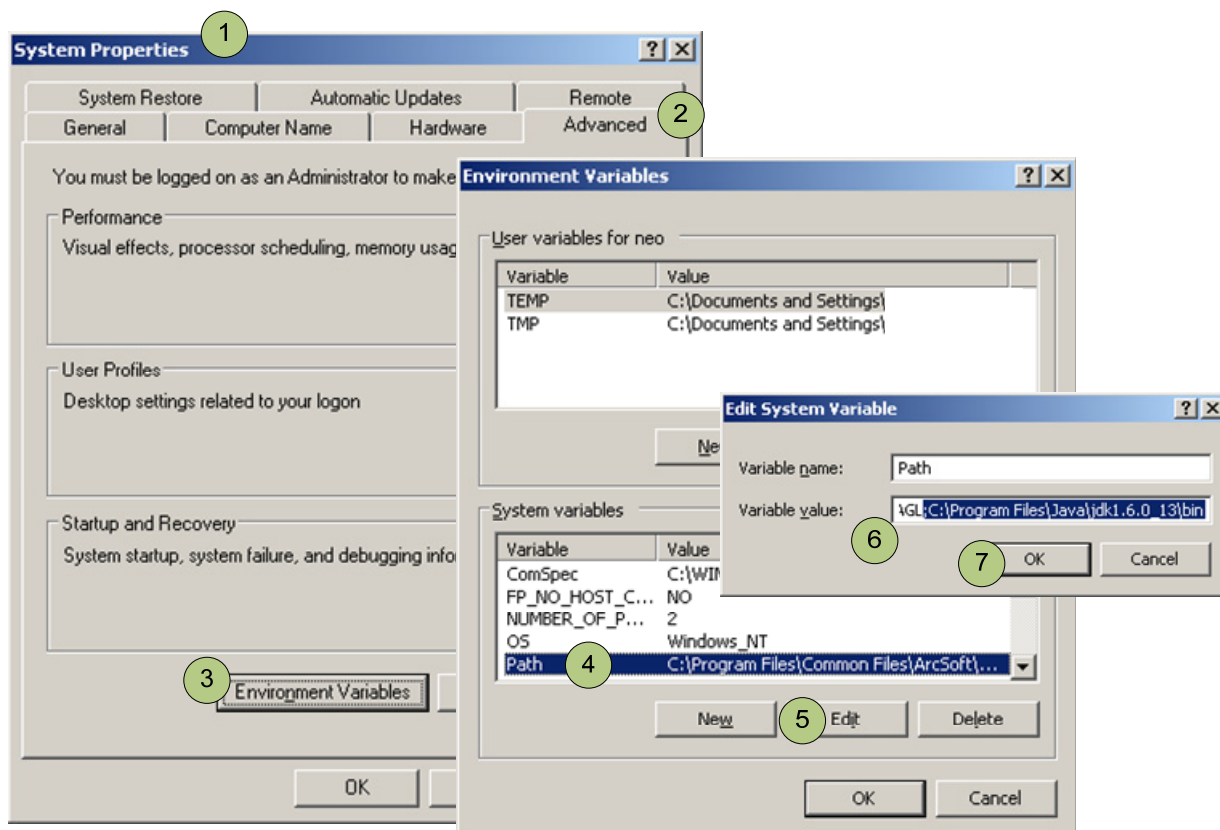 1
System Properties
System Restore Automatic Updates Remote
General Computer Name Hardware Advanced
2
You must be logged on as an Administrator to make
Performance
Visual effects, processor scheduling, memory usag
User Profiles
Desktop settings related to your logon
Startup and Recovery
System startup, system failure, and debugging info
3
Environment Variables
OK
Environment Variables
User variables for neo
Variable Value
TEMP C:\Documents and Settings\
TMP C:\Documents and Settings\
Ne
System variables
Variable Value
ComSpec C:\WIN
FP_NO_HOST_C... NO
NUMBER_OF_P... 2
OS Windows_NT
Path 4 C:\Program Files\Common Files\ArcSoft\...
New 5 Edit Delete
OK Cancel
Edit System Variable
Variable name: Path
Variable value: \GL;C:\Program Files\Java\jdk1.6.0_13\bin
6
7 OK Cancel